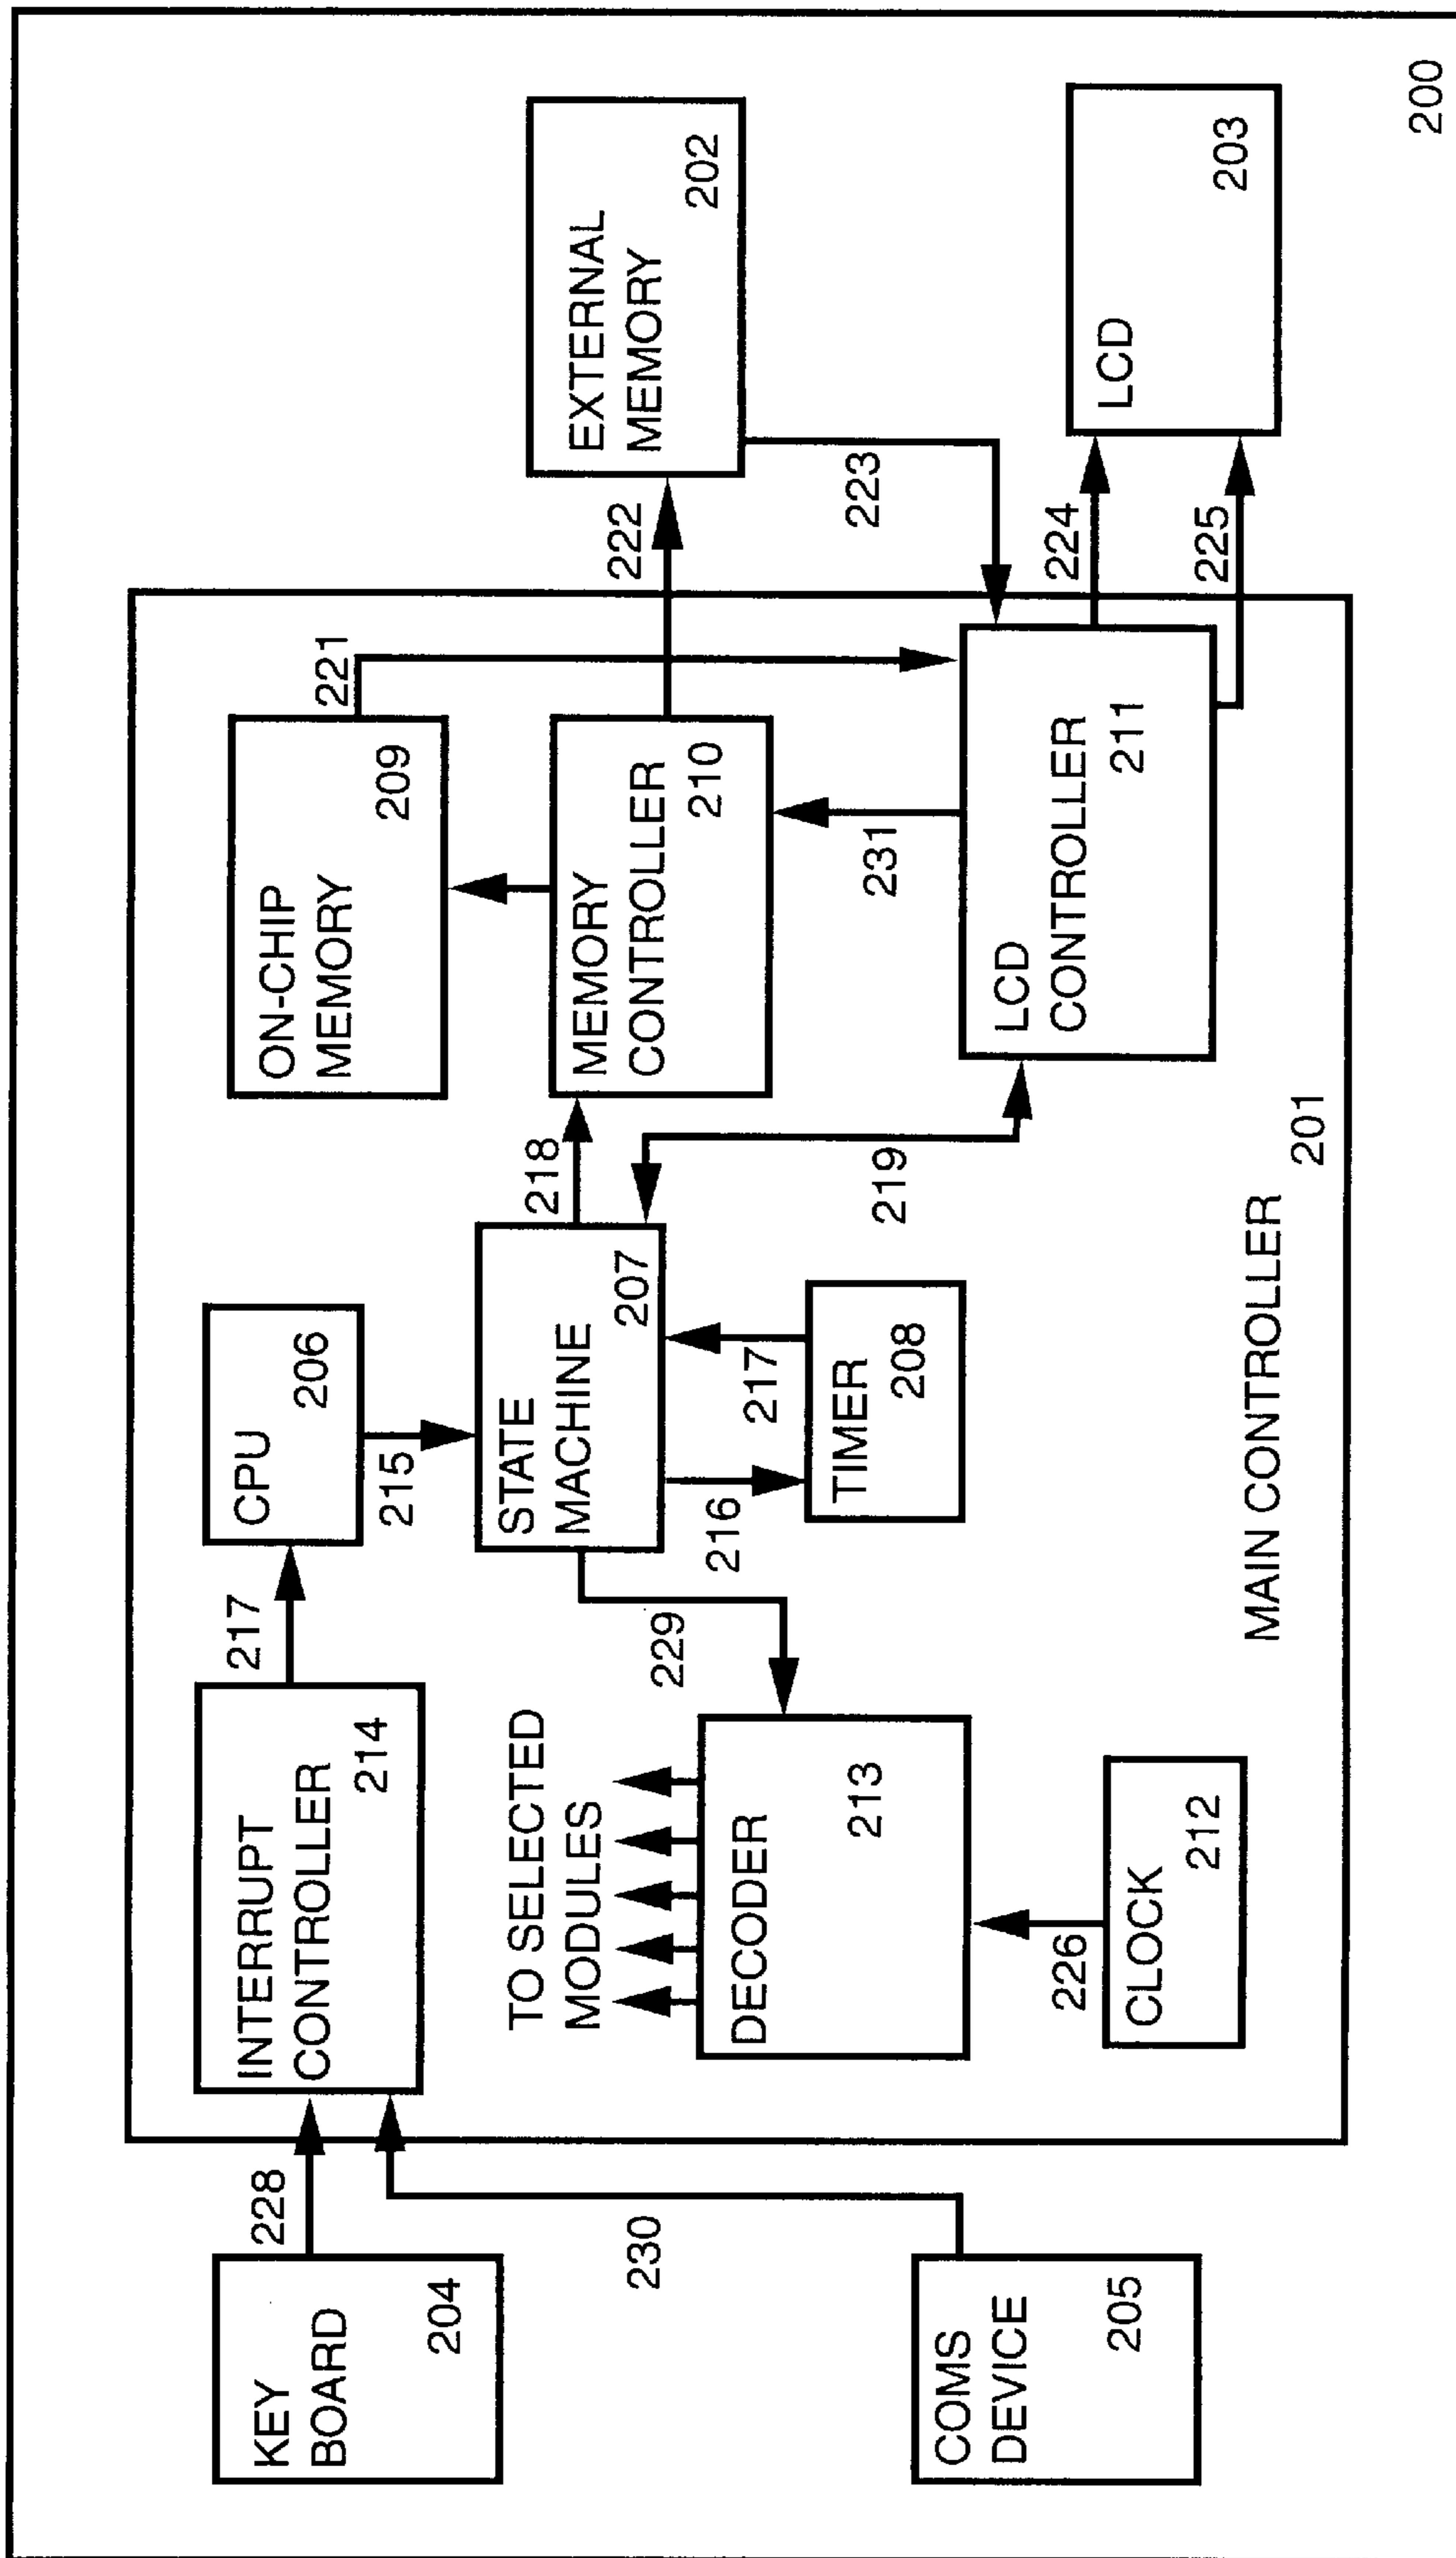 KEY
BOARD
204
228
230
COMS
DEVICE
205
INTERRUPT
CONTROLLER
214
217
CPU
206
215
TO SELECTED
MODULES
DECODER
213
229
226
CLOCK
212
STATE
MACHINE
207
216
217
TIMER
208
218
219
ON-CHIP
MEMORY
209
221
MEMORY
CONTROLLER
210
231
LCD
CONTROLLER
211
MAIN CONTROLLER
201
222
EXTERNAL
MEMORY
202
223
224
225
LCD
203
200